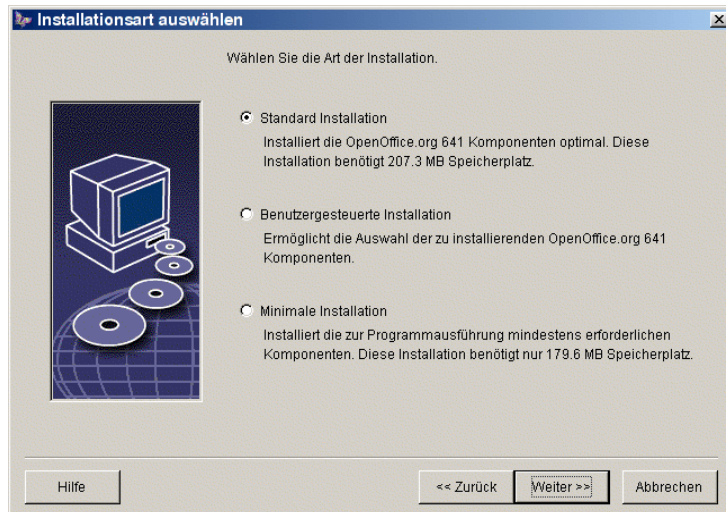 Installationsart auswählen
Wählen Sie die Art der Installation.
Standard Installation
Installiert die OpenOffice.org 641 Komponenten optimal. Diese
Installation benötigt 207.3 MB Speicherplatz.
Benutzergesteuerte Installation
Ermöglicht die Auswahl der zu installierenden OpenOffice.org 641
Komponenten.
Minimale Installation
Installiert die zur Programmausführung mindestens erforderlichen
Komponenten. Diese Installation benötigt nur 179.6 MB Speicherplatz.
Hilfe
<< Zurück
Weiter >>
Abbrechen